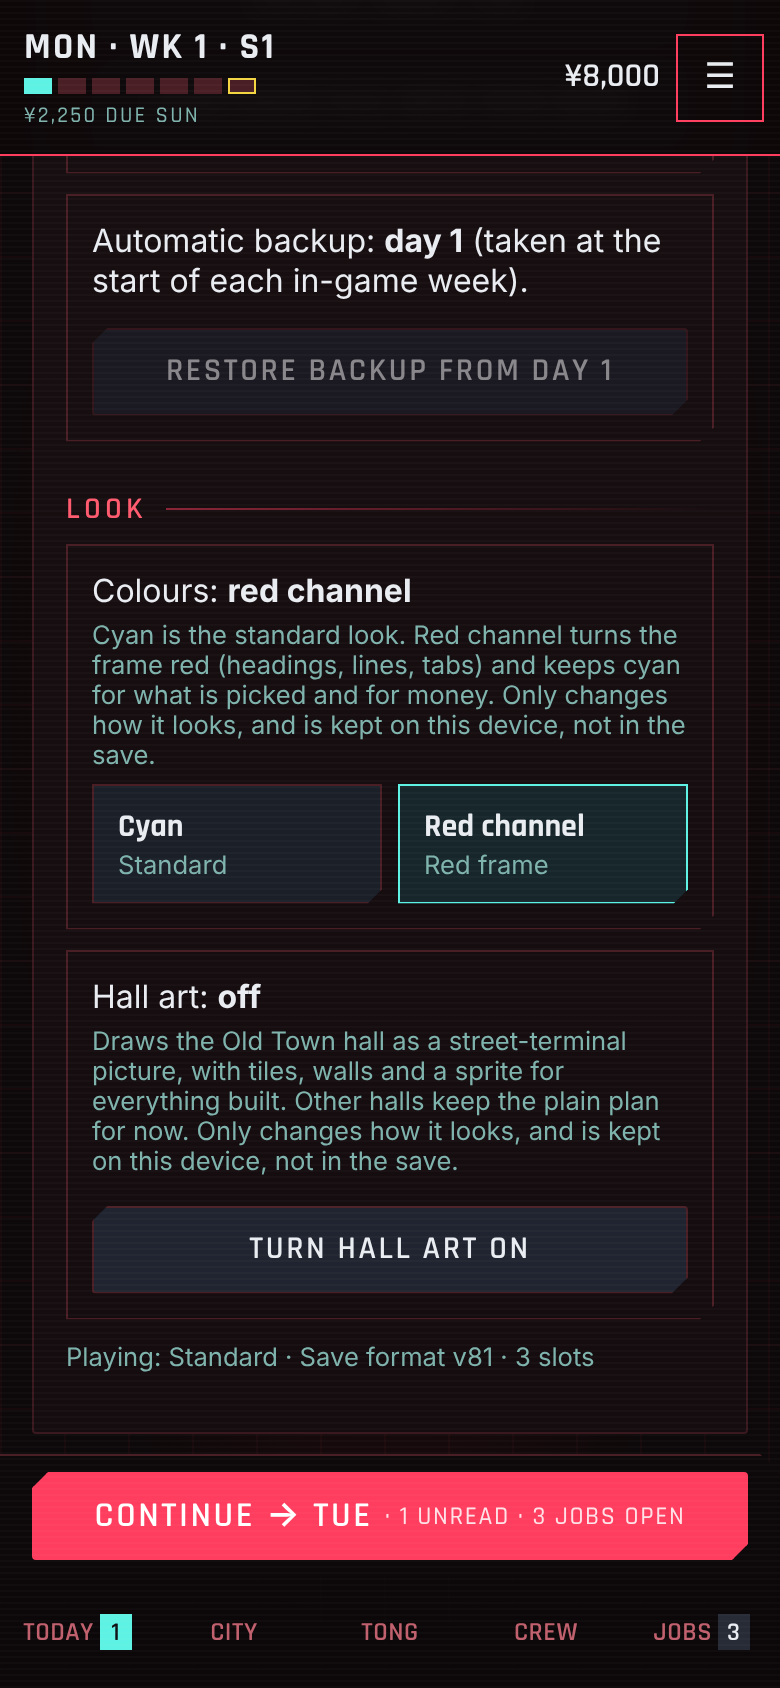 MON · WK 1 · S1
¥2,250 DUE SUN
¥8,000
☰
Automatic backup: day 1 (taken at the
start of each in-game week).
RESTORE BACKUP FROM DAY 1
LOOK
Colours: red channel
Cyan is the standard look. Red channel turns the
frame red (headings, lines, tabs) and keeps cyan
for what is picked and for money. Only changes
how it looks, and is kept on this device, not in the
save.
Cyan
Standard
Red channel
Red frame
Hall art: off
Draws the Old Town hall as a street-terminal
picture, with tiles, walls and a sprite for
everything built. Other halls keep the plain plan
for now. Only changes how it looks, and is kept
on this device, not in the save.
TURN HALL ART ON
Playing: Standard · Save format v81 · 3 slots
CONTINUE → TUE · 1 UNREAD · 3 JOBS OPEN
TODAY 1 CITY TONG CREW JOBS 3